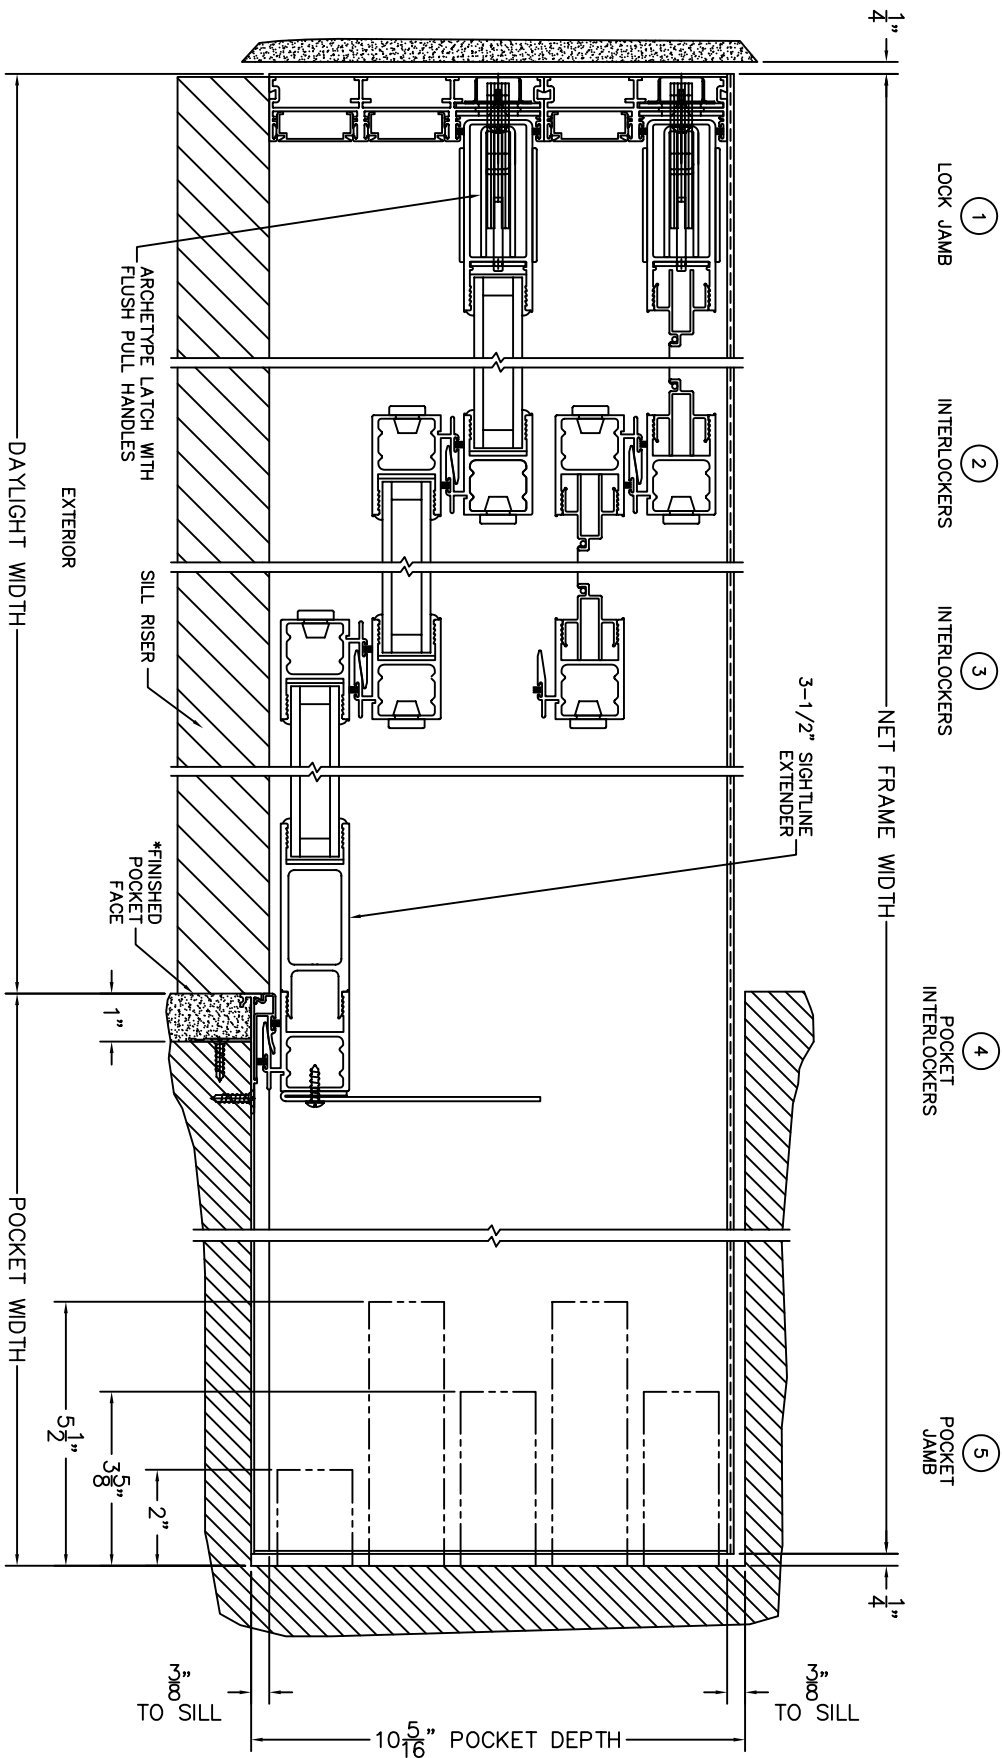 1/4"
1
LOCK JAMB
2
INTERLOCKERS
3
INTERLOCKERS
4
POCKET
INTERLOCKERS
5
POCKET
JAMB
NET FRAME WIDTH
1/4"
3-1/2" SIGHTLINE
EXTENDER
ARCHETYPE LATCH WITH
FLUSH PULL HANDLES
EXTERIOR
SILL RISER
*FINISHED
POCKET
FACE
1"
DAYLIGHT WIDTH
POCKET WIDTH
5 1/2"
3 5/8"
2"
3/8"
TO SILL
10 5/16" POCKET DEPTH
3/8"
TO SILL